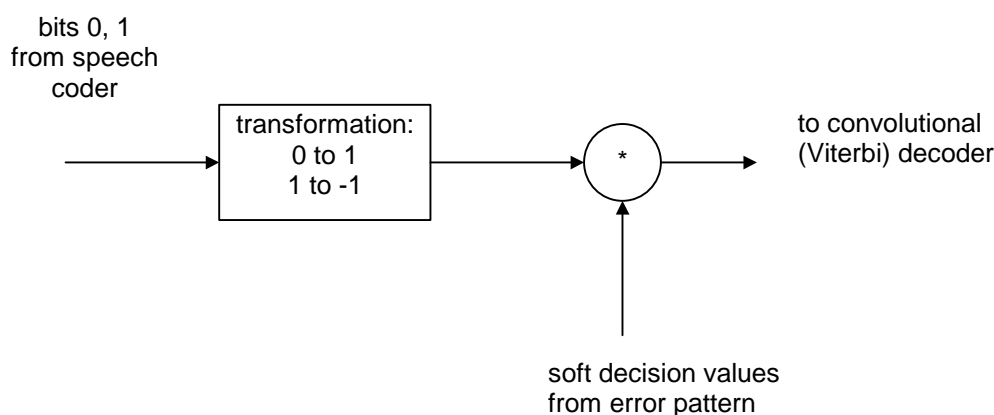 bits 0, 1
from speech
coder
transformation:
0 to 1
1 to -1
*
to convolutional
(Viterbi) decoder
soft decision values
from error pattern